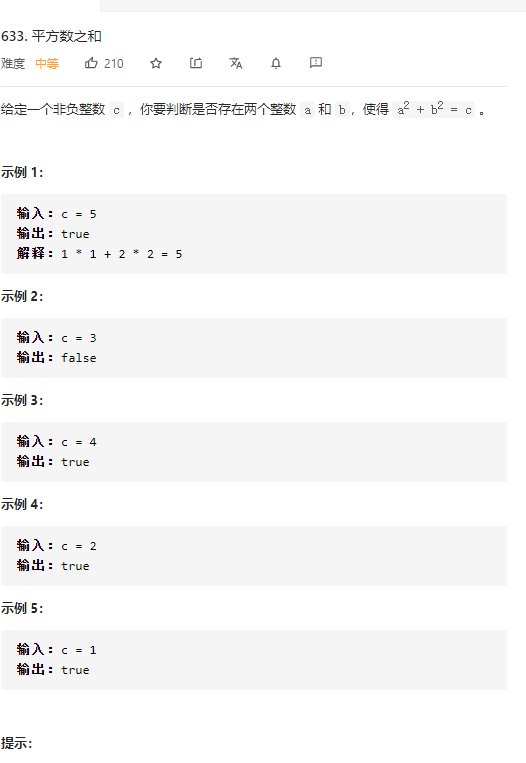 633. 平方数之和
难度 中等 210
给定一个非负整数 c ，你要判断是否存在两个整数 a 和 b ，使得 a² + b² = c 。
示例 1：
输入：c = 5
输出：true
解释：1 * 1 + 2 * 2 = 5
示例 2：
输入：c = 3
输出：false
示例 3：
输入：c = 4
输出：true
示例 4：
输入：c = 2
输出：true
示例 5：
输入：c = 1
输出：true
提示：